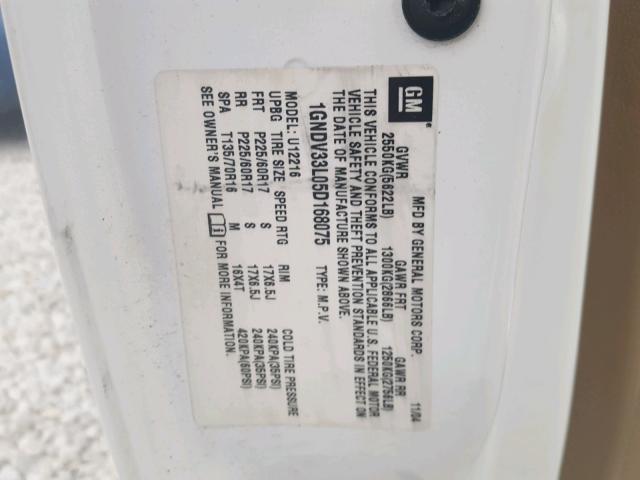 GM
MFD BY GENERAL MOTORS CORP. 11/04
GVWR GAWR FRT GAWR RR
2550KG(5622LB) 1300KG(2866LB) 1250KG(2756LB)
THIS VEHICLE CONFORMS TO ALL APPLICABLE U.S. FEDERAL MOTOR
VEHICLE SAFETY AND THEFT PREVENTION STANDARDS IN EFFECT ON
THE DATE OF MANUFACTURE SHOWN ABOVE.
1GNDV33L05D168075 TYPE: M.P.V.
MODEL: U12216
UPBG TIRE SIZE SPEED RTG RIM COLD TIRE PRESSURE
FRT P225/60R17 S 17X6.5J 240KPA(35PSI)
RR P225/60R17 S 17X6.5J 240KPA(35PSI)
SPA T135/70R16 M 16X4T 420KPA(60PSI)
SEE OWNER'S MANUAL i FOR MORE INFORMATION.